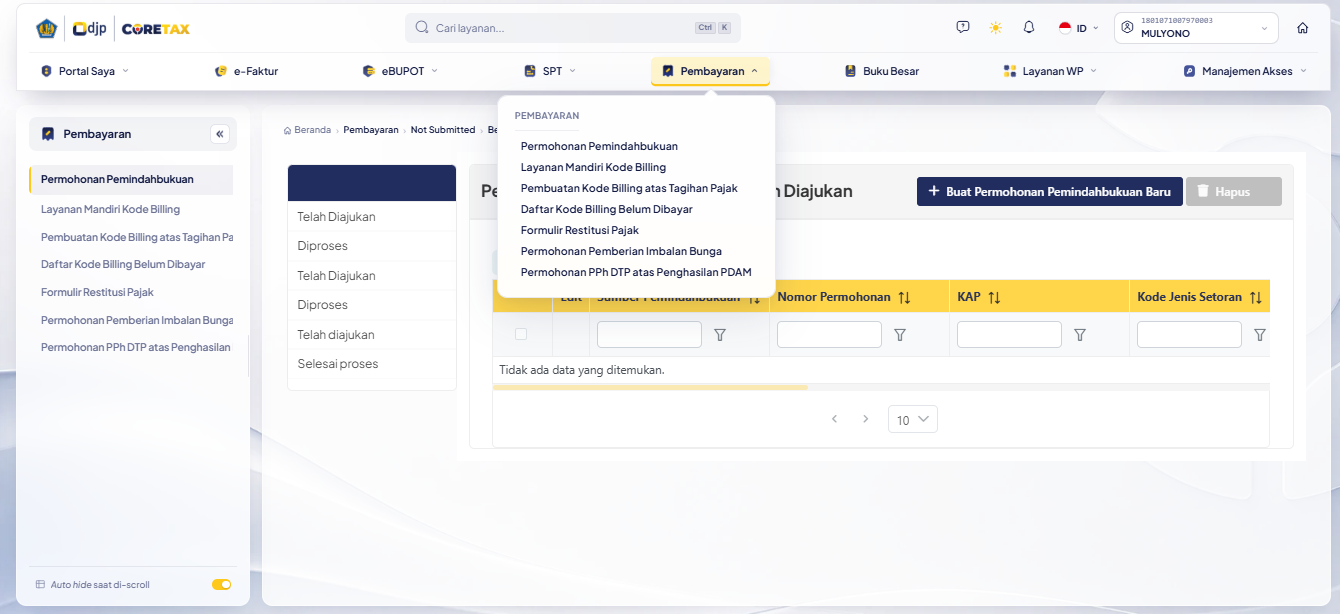 djp CORETAX
Cari layanan...
Ctrl K
ID
1801071007970003
MULYONO
Portal Saya
e-Faktur
eBUPOT
SPT
Pembayaran
Buku Besar
Layanan WP
Manajemen Akses
Pembayaran
«
Permohonan Pemindahbukuan
Layanan Mandiri Kode Billing
Pembuatan Kode Billing atas Tagihan Pa
Daftar Kode Billing Belum Dibayar
Formulir Restitusi Pajak
Permohonan Pemberian Imbalan Bunga
Permohonan PPh DTP atas Penghasilan
Auto hide saat di-scroll
Beranda › Pembayaran › Not Submitted › Be
PEMBAYARAN
Permohonan Pemindahbukuan
Layanan Mandiri Kode Billing
Pembuatan Kode Billing atas Tagihan Pajak
Daftar Kode Billing Belum Dibayar
Formulir Restitusi Pajak
Permohonan Pemberian Imbalan Bunga
Permohonan PPh DTP atas Penghasilan PDAM
Telah Diajukan
Diproses
Telah Diajukan
Diproses
Telah diajukan
Selesai proses
Pe
n Diajukan
+ Buat Permohonan Pemindahbukuan Baru
Hapus
Edit
Sumber Pemindahbukuan
Nomor Permohonan
KAP
Kode Jenis Setoran
Tidak ada data yang ditemukan.
10